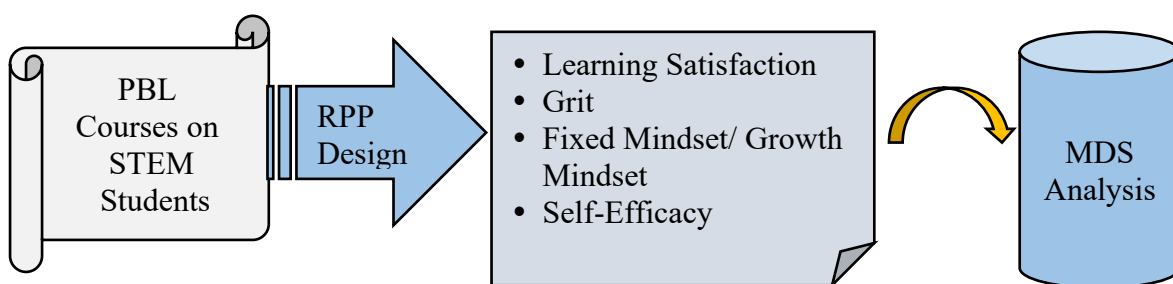 PBL
Courses on
STEM
Students
RPP
Design
• Learning Satisfaction
• Grit
• Fixed Mindset/ Growth
Mindset
• Self-Efficacy
MDS
Analysis